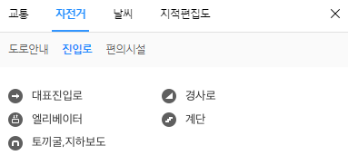 교통 자전거 날씨 지적편집도
도로안내 진입로 편의시설
대표진입로 경사로
엘리베이터 계단
토끼굴,지하보도